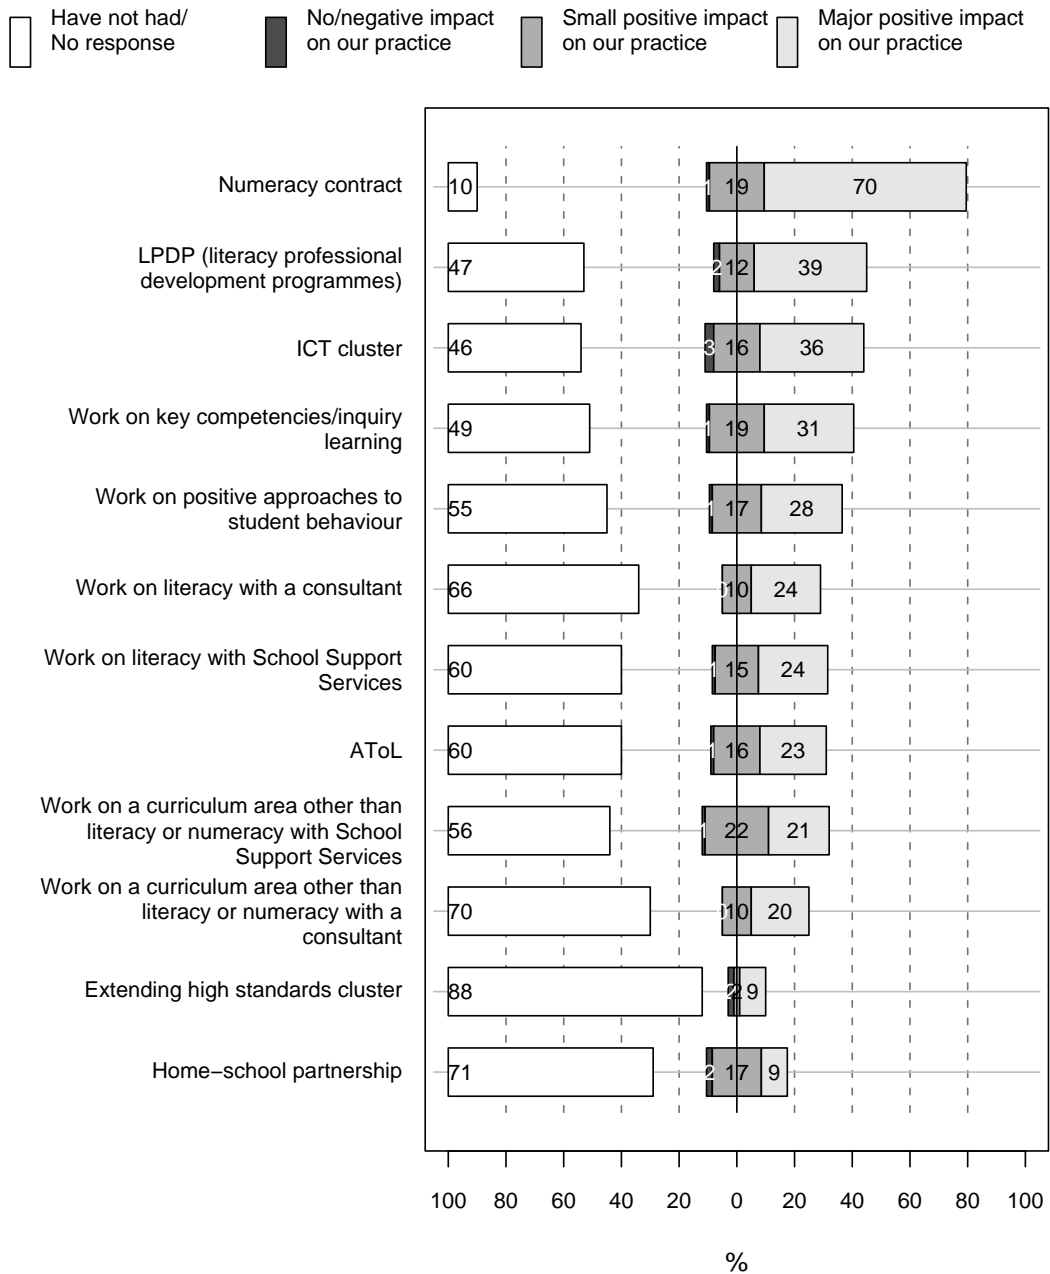 Have not had/
No response
No/negative impact
on our practice
Small positive impact
on our practice
Major positive impact
on our practice
Numeracy contract
10 1 19 70
LPDP (literacy professional
development programmes)
47 2 12 39
ICT cluster
46 3 16 36
Work on key competencies/inquiry
learning
49 1 19 31
Work on positive approaches to
student behaviour
55 1 17 28
Work on literacy with a consultant
66 0 10 24
Work on literacy with School Support
Services
60 1 15 24
AToL
60 1 16 23
Work on a curriculum area other than
literacy or numeracy with School
Support Services
56 1 22 21
Work on a curriculum area other than
literacy or numeracy with a
consultant
70 0 10 20
Extending high standards cluster
88 2 2 9
Home−school partnership
71 2 17 9
100 80 60 40 20 0 20 40 60 80 100
%